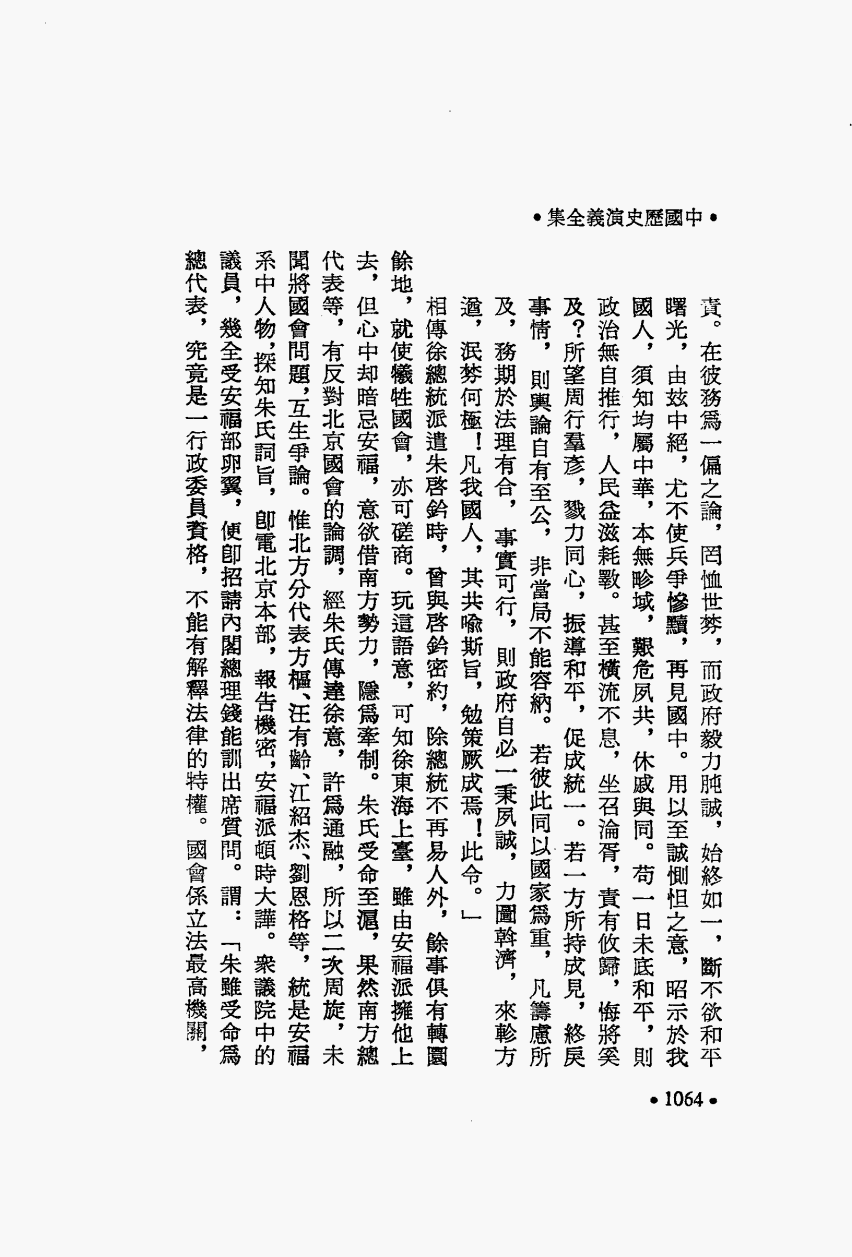 •中國歷史演義全集•
責。在彼務爲一偏之論，罔恤世棼，而政府毅力肫誠，始終如一，斷不欲和平
曙光，由玆中絕，尤不使兵爭慘黷，再見國中。用以至誠惻怛之意，昭示於我
國人，須知均屬中華，本無畛域，艱危夙共，休戚與同。苟一日未底和平，則
政治無自推行，人民益滋耗斁。甚至橫流不息，坐召淪胥，責有攸歸，悔將奚
及？所望周行羣彥，戮力同心，振導和平，促成統一。若一方所持成見，終戾
事情，則輿論自有至公，非當局不能容納。若彼此同以國家爲重，凡籌慮所
及，務期於法理有合，事實可行，則政府自必一秉夙誠，力圖斡濟，來軫方
遒，泯棼何極！凡我國人，其共喩斯旨，勉策厥成焉！此令。」
相傳徐總統派遣朱啓鈐時，曾與啓鈐密約，除總統不再易人外，餘事俱有轉圜
餘地，就使犧牲國會，亦可磋商。玩這語意，可知徐東海上臺，雖由安福派擁他上
去，但心中却暗忌安福，意欲借南方勢力，隱爲牽制。朱氏受命至滬，果然南方總
代表等，有反對北京國會的論調，經朱氏傳達徐意，許爲通融，所以二次周旋，未
聞將國會問題，互生爭論。惟北方分代表方樞、汪有齡、江紹杰、劉恩格等，統是安福
系中人物，探知朱氏詞旨，卽電北京本部，報告機密，安福派頓時大譁。衆議院中的
議員，幾全受安福部卵翼，便卽招請內閣總理錢能訓出席質問。謂：「朱雖受命爲
總代表，究竟是一行政委員資格，不能有解釋法律的特權。國會係立法最高機關，
•1064•